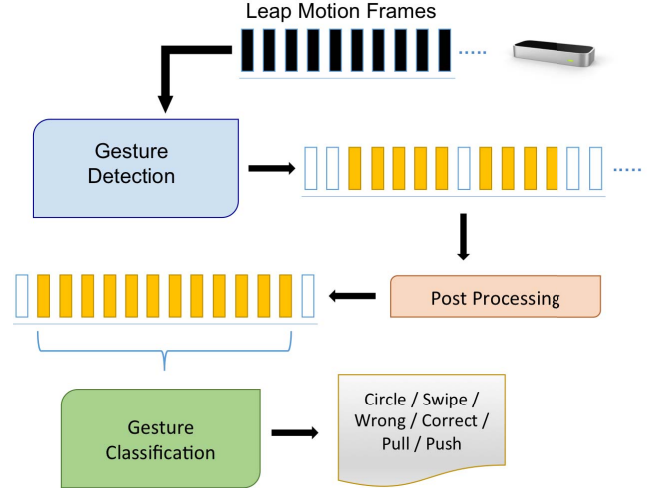 Leap Motion Frames
Gesture
Detection
Post Processing
Gesture
Classification
Circle / Swipe /
Wrong / Correct /
Pull / Push